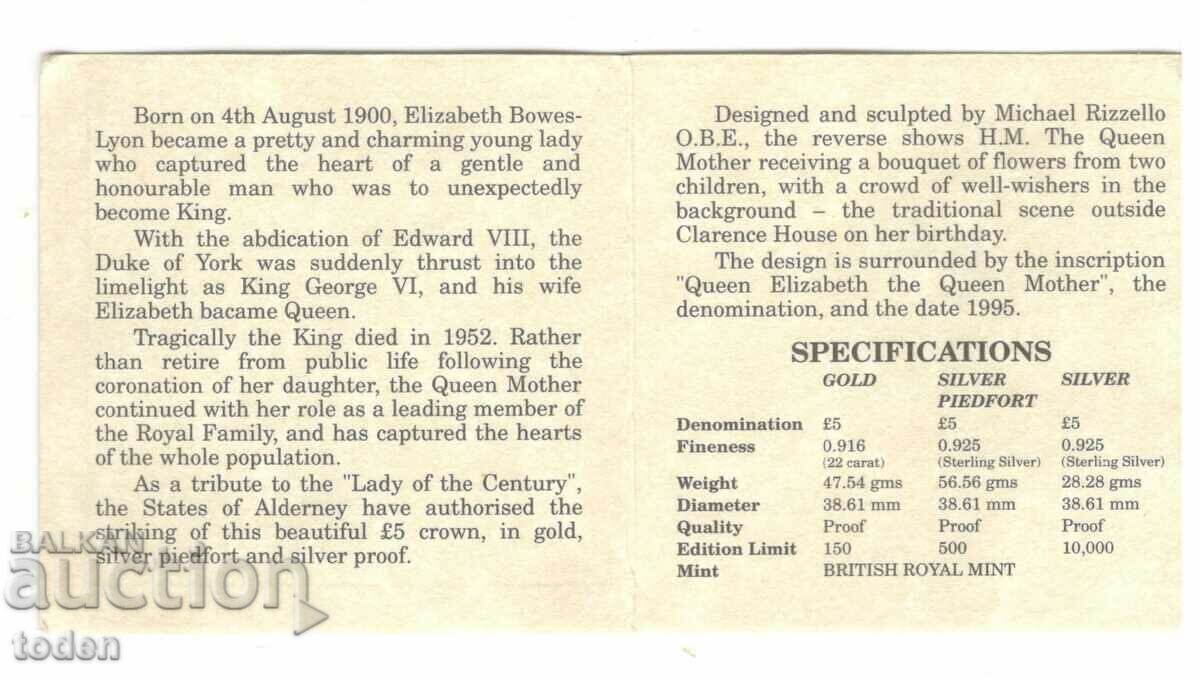 Born on 4th August 1900, Elizabeth Bowes-
Lyon became a pretty and charming young lady
who captured the heart of a gentle and
honourable man who was to unexpectedly
become King.
With the abdication of Edward VIII, the
Duke of York was suddenly thrust into the
limelight as King George VI, and his wife
Elizabeth bacame Queen.
Tragically the King died in 1952. Rather
than retire from public life following the
coronation of her daughter, the Queen Mother
continued with her role as a leading member of
the Royal Family, and has captured the hearts
of the whole population.
As a tribute to the "Lady of the Century",
the States of Alderney have authorised the
striking of this beautiful £5 crown, in gold,
silver piedfort and silver proof.
Designed and sculpted by Michael Rizzello
O.B.E., the reverse shows H.M. The Queen
Mother receiving a bouquet of flowers from two
children, with a crowd of well-wishers in the
background – the traditional scene outside
Clarence House on her birthday.
The design is surrounded by the inscription
"Queen Elizabeth the Queen Mother", the
denomination, and the date 1995.
SPECIFICATIONS
GOLD SILVER SILVER
PIEDFORT
Denomination £5 £5 £5
Fineness 0.916 0.925 0.925
(22 carat) (Sterling Silver) (Sterling Silver)
Weight 47.54 gms 56.56 gms 28.28 gms
Diameter 38.61 mm 38.61 mm 38.61 mm
Quality Proof Proof Proof
Edition Limit 150 500 10,000
Mint BRITISH ROYAL MINT
BALKAN
auction
toden